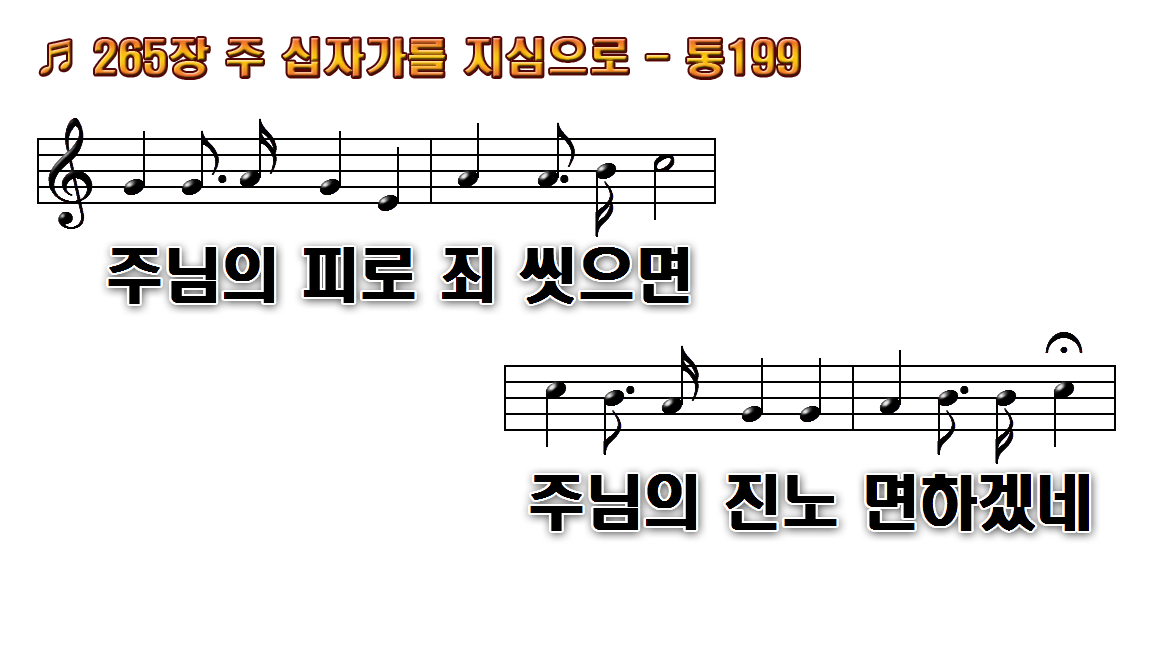 265장 주 십자가를 지심으로 - 통199
주님의 피로 죄 씻으면
주님의 진노 면하겠네